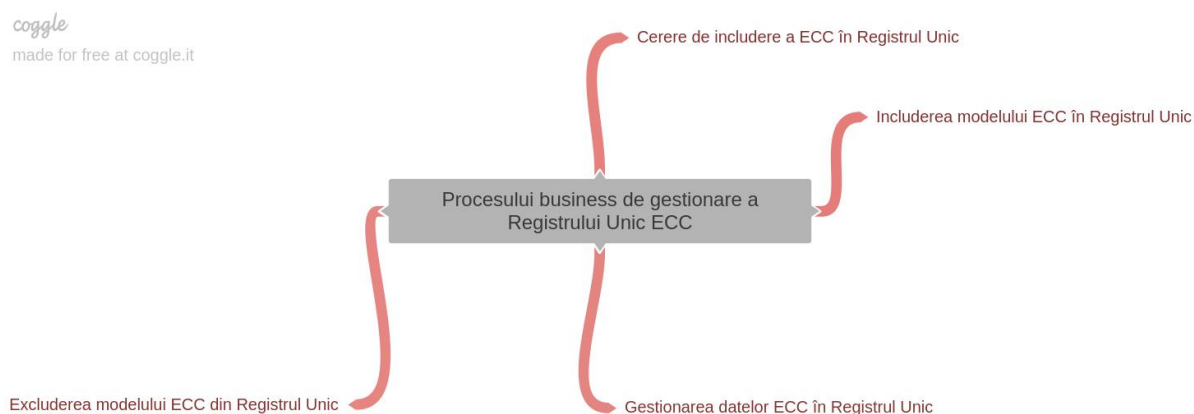 coggle
made for free at coggle.it
Cerere de includere a ECC în Registrul Unic
Includerea modelului ECC în Registrul Unic
Procesului business de gestionare a
Registrului Unic ECC
Excluderea modelului ECC din Registrul Unic
Gestionarea datelor ECC în Registrul Unic